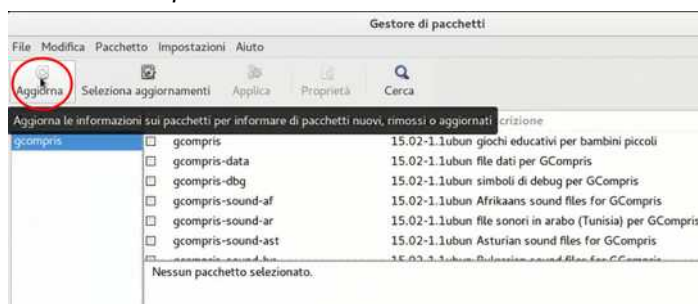 Gestore di pacchetti
File Modifica Pacchetto Impostazioni Aiuto
Aggiorna Seleziona aggiornamenti Applica Proprietà Cerca
Aggiorna le informazioni sui pacchetti per informare di pacchetti nuovi, rimossi o aggiornati crizione
gcompris gcompris 15.02-1.1ubun giochi educativi per bambini piccoli
gcompris-data 15.02-1.1ubun file dati per GCompris
gcompris-dbg 15.02-1.1ubun simboli di debug per GCompris
gcompris-sound-af 15.02-1.1ubun Afrikaans sound files for GCompris
gcompris-sound-ar 15.02-1.1ubun file sonori in arabo (Tunisia) per GCompris
gcompris-sound-ast 15.02-1.1ubun Asturian sound files for GCompris
Nessun pacchetto selezionato.